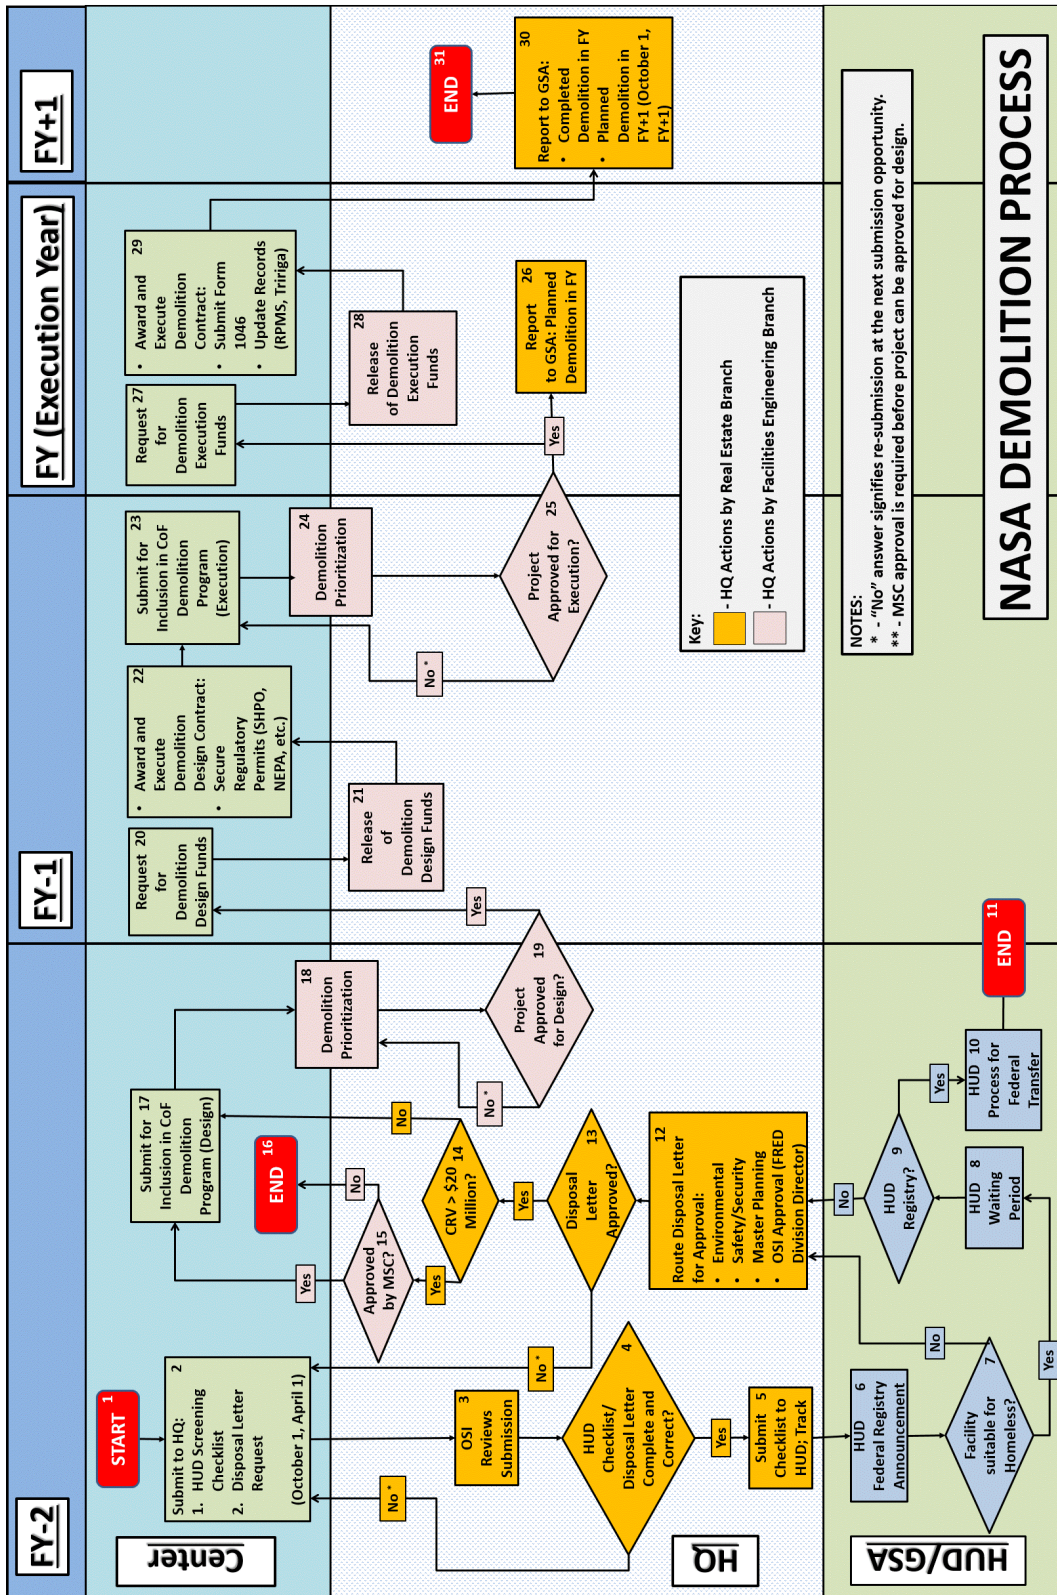 FY-2
FY-1
FY (Execution Year)
FY+1
Center
HQ
HUD/GSA
START 1
2
Submit to HQ:
1. HUD Screening
Checklist
2. Disposal Letter
Request
(October 1, April 1)
3
OSI
Reviews
Submission
4
HUD
Checklist/
Disposal Letter
Complete and
Correct?
No *
Yes
Submit 5
Checklist to
HUD; Track
HUD 6
Federal Registry
Announcement
7
Facility
suitable for
Homeless?
No
Yes
HUD 8
Waiting
Period
9
HUD
Registry?
No
Yes
HUD 10
Process for
Federal
Transfer
END 11
12
Route Disposal Letter
for Approval:
• Environmental
• Safety/Security
• Master Planning
• OSI Approval (FRED
Division Director)
13
Disposal
Letter
Approved?
No *
Yes
14
CRV > $20
Million?
No
Yes
Approved 15
by MSC?
No
Yes
END 16
Submit for 17
Inclusion in CoF
Demolition
Program (Design)
18
Demolition
Prioritization
19
Project
Approved
for Design?
No *
Yes
Request 20
for
Demolition
Design Funds
21
Release
of
Demolition
Design Funds
22
• Award and
Execute
Demolition
Design Contract:
• Secure
Regulatory
Permits (SHPO,
NEPA, etc.)
23
Submit for
Inclusion in CoF
Demolition
Program
(Execution)
24
Demolition
Prioritization
25
Project
Approved for
Execution?
No *
Yes
26
Report
to GSA: Planned
Demolition in FY
Request 27
for
Demolition
Execution
Funds
28
Release
of Demolition
Execution
Funds
29
• Award and
Execute
Demolition
Contract:
• Submit Form
1046
• Update Records
(RPMS, Tririga)
30
Report to GSA:
• Completed
Demolition in FY
• Planned
Demolition in
FY+1 (October 1,
FY+1)
END 31
Key:
- HQ Actions by Real Estate Branch
- HQ Actions by Facilities Engineering Branch
NOTES:
* - “No” answer signifies re-submission at the next submission opportunity.
** - MSC approval is required before project can be approved for design.
NASA DEMOLITION PROCESS